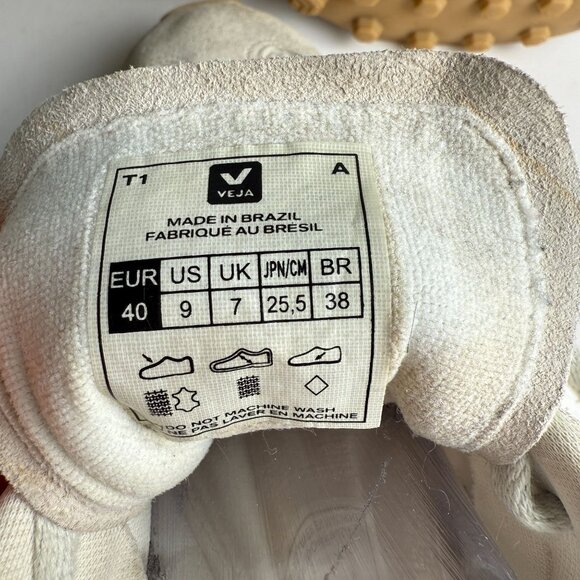 T1 V A
VEJA
MADE IN BRAZIL
FABRIQUÉ AU BRÉSIL
EUR US UK JPN/CM BR
40 9 7 25,5 38
DO NOT MACHINE WASH
NE PAS LAVER EN MACHINE